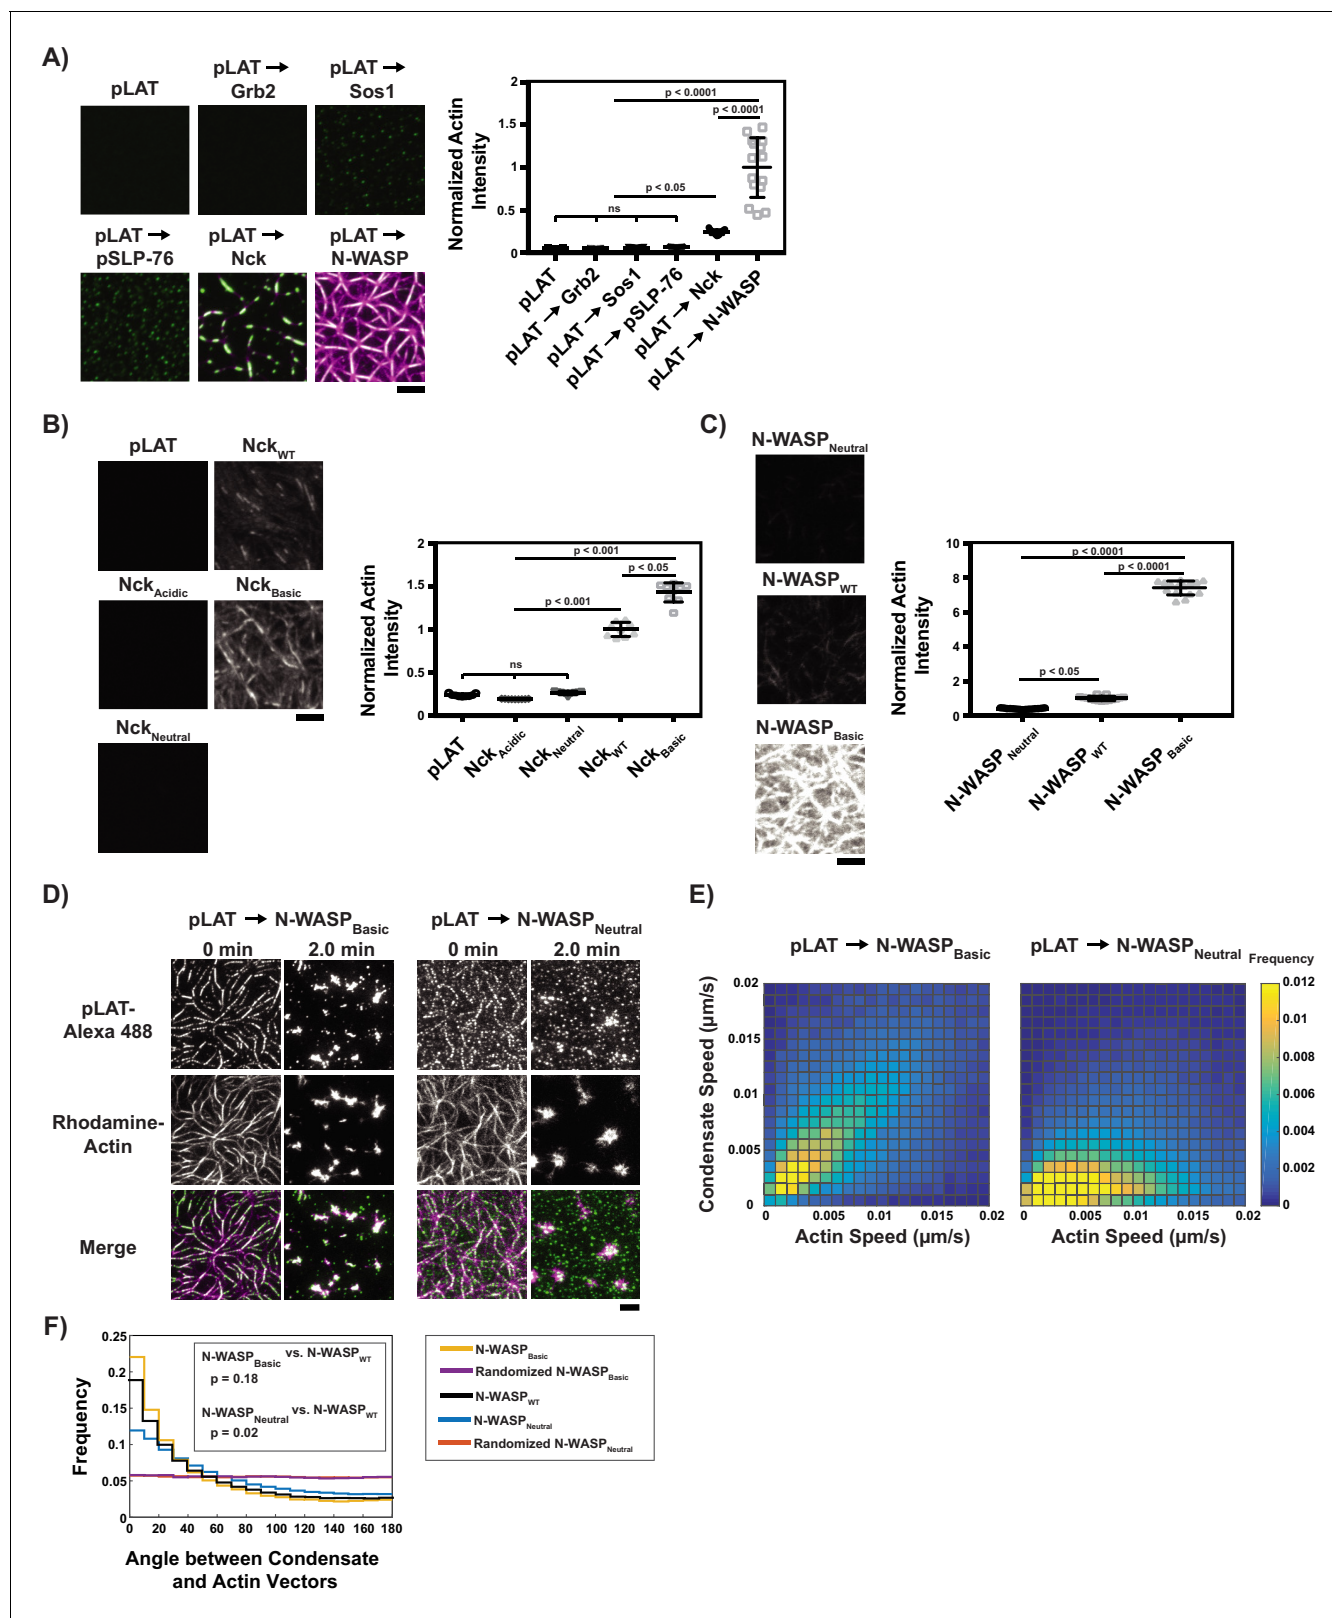 A)
pLAT
pLAT → Grb2
pLAT → Sos1
pLAT → pSLP-76
pLAT → Nck
pLAT → N-WASP
Normalized Actin
Intensity
2
1.5
1
0.5
0
p < 0.0001
p < 0.0001
p < 0.05
ns
pLAT
pLAT → Grb2
pLAT → Sos1
pLAT → pSLP-76
pLAT → Nck
pLAT → N-WASP
B)
pLAT
NckWT
NckAcidic
NckBasic
NckNeutral
Normalized Actin
Intensity
2
1.5
1
0.5
0
p < 0.001
p < 0.05
p < 0.001
ns
pLAT
NckAcidic
NckNeutral
NckWT
NckBasic
C)
N-WASPNeutral
N-WASPWT
N-WASPBasic
Normalized Actin
Intensity
10
8
6
4
2
0
p < 0.0001
p < 0.0001
p < 0.05
N-WASPNeutral
N-WASPWT
N-WASPBasic
D)
pLAT → N-WASPBasic
pLAT → N-WASPNeutral
0 min
2.0 min
0 min
2.0 min
pLAT-
Alexa 488
Rhodamine-
Actin
Merge
E)
pLAT → N-WASPBasic
pLAT → N-WASPNeutral
Frequency
Condensate Speed (µm/s)
0.02
0.015
0.01
0.005
0
0
0.005
0.01
0.015
0.02
Actin Speed (µm/s)
0
0.005
0.01
0.015
0.02
Actin Speed (µm/s)
0.012
0.01
0.008
0.006
0.004
0.002
0
F)
Frequency
0.25
0.2
0.15
0.1
0.05
0
N-WASPBasic vs. N-WASPWT
p = 0.18
N-WASPNeutral vs. N-WASPWT
p = 0.02
0 20 40 60 80 100 120 140 160 180
Angle between Condensate
and Actin Vectors
N-WASPBasic
Randomized N-WASPBasic
N-WASPWT
N-WASPNeutral
Randomized N-WASPNeutral